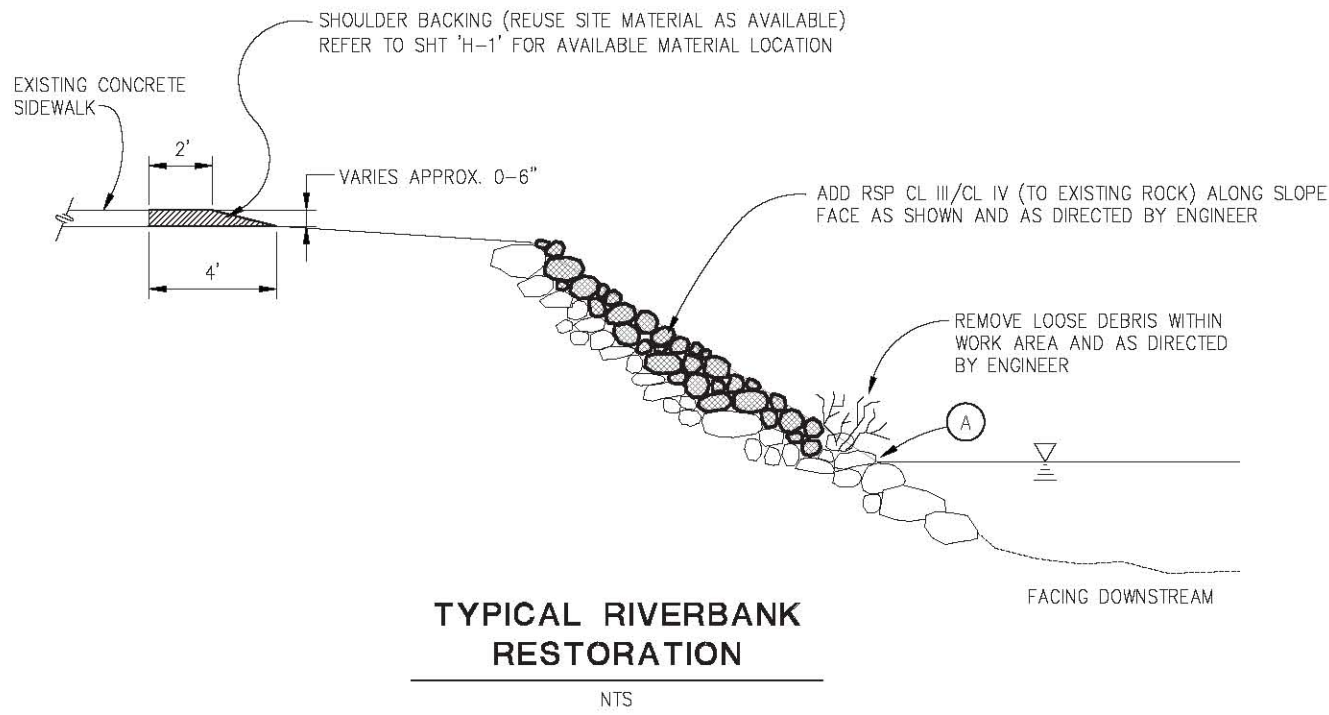 SHOULDER BACKING (REUSE SITE MATERIAL AS AVAILABLE)
REFER TO SHT 'H-1' FOR AVAILABLE MATERIAL LOCATION
EXISTING CONCRETE
SIDEWALK
2'
VARIES APPROX. 0-6"
4'
ADD RSP CL III/CL IV (TO EXISTING ROCK) ALONG SLOPE
FACE AS SHOWN AND AS DIRECTED BY ENGINEER
REMOVE LOOSE DEBRIS WITHIN
WORK AREA AND AS DIRECTED
BY ENGINEER
A
FACING DOWNSTREAM
TYPICAL RIVERBANK
RESTORATION
NTS